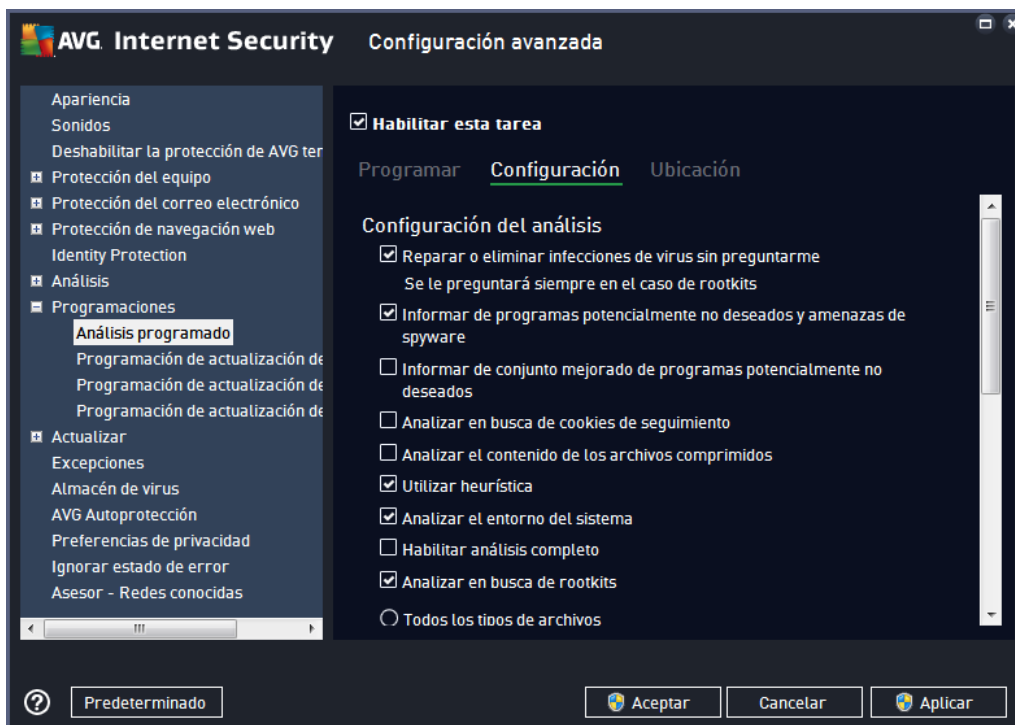 AVG. Internet Security
Configuración avanzada
Apariencia
Sonidos
Deshabilitar la protección de AVG ter
Protección del equipo
Protección del correo electrónico
Protección de navegación web
Identity Protection
Análisis
Programaciones
Análisis programado
Programación de actualización de
Programación de actualización de
Programación de actualización de
Actualizar
Excepciones
Almacén de virus
AVG Autoprotección
Preferencias de privacidad
Ignorar estado de error
Asesor - Redes conocidas
Habilitar esta tarea
Programar Configuración Ubicación
Configuración del análisis
Reparar o eliminar infecciones de virus sin preguntarme
Se le preguntará siempre en el caso de rootkits
Informar de programas potencialmente no deseados y amenazas de
spyware
Informar de conjunto mejorado de programas potencialmente no
deseados
Analizar en busca de cookies de seguimiento
Analizar el contenido de los archivos comprimidos
Utilizar heurística
Analizar el entorno del sistema
Habilitar análisis completo
Analizar en busca de rootkits
Todos los tipos de archivos
? Predeterminado Aceptar Cancelar Aplicar